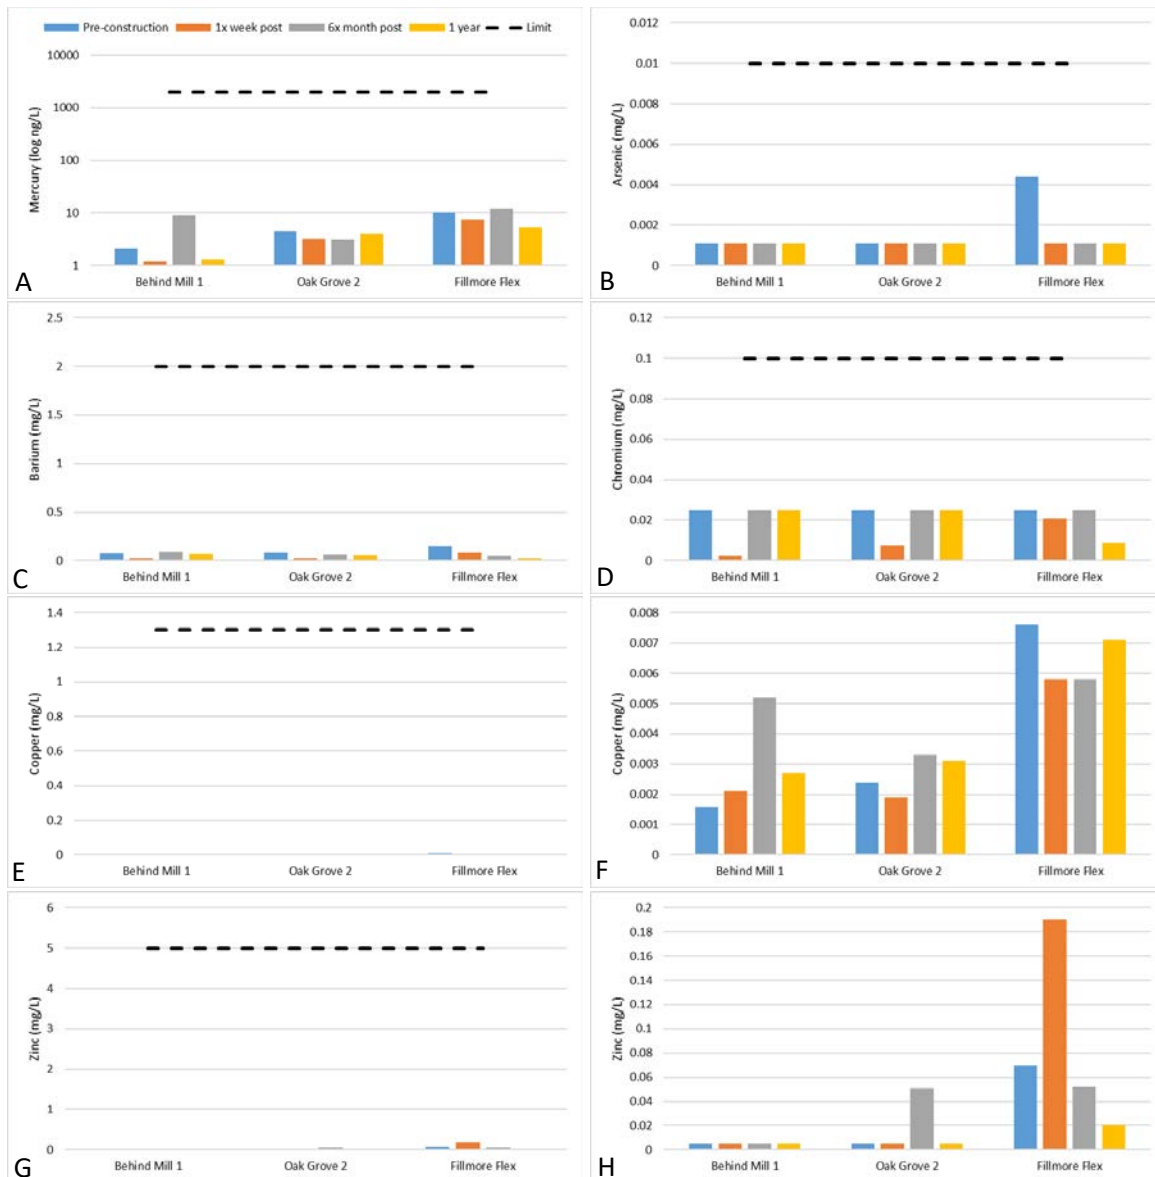 Pre-construction 1x week post 6x month post 1 year Limit
10000
1000
100
10
1
Mercury (log ng/L)
Behind Mill 1 Oak Grove 2 Fillmore Flex
A
0.012
0.01
0.008
0.006
0.004
0.002
0
Arsenic (mg/L)
Behind Mill 1 Oak Grove 2 Fillmore Flex
B
2.5
2
1.5
1
0.5
0
Barium (mg/L)
Behind Mill 1 Oak Grove 2 Fillmore Flex
C
0.12
0.1
0.08
0.06
0.04
0.02
0
Chromium (mg/L)
Behind Mill 1 Oak Grove 2 Fillmore Flex
D
1.4
1.2
1
0.8
0.6
0.4
0.2
0
Copper (mg/L)
Behind Mill 1 Oak Grove 2 Fillmore Flex
E
0.008
0.007
0.006
0.005
0.004
0.003
0.002
0.001
0
Copper (mg/L)
Behind Mill 1 Oak Grove 2 Fillmore Flex
F
6
5
4
3
2
1
0
Zinc (mg/L)
Behind Mill 1 Oak Grove 2 Fillmore Flex
G
0.2
0.18
0.16
0.14
0.12
0.1
0.08
0.06
0.04
0.02
0
Zinc (mg/L)
Behind Mill 1 Oak Grove 2 Fillmore Flex
H